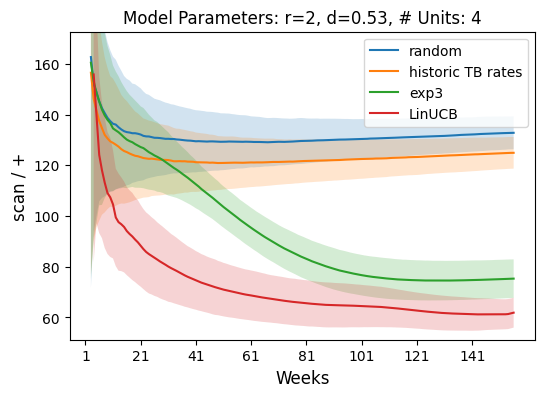 Model Parameters: r=2, d=0.53, # Units: 4
random
historic TB rates
exp3
LinUCB
scan / +
160
140
120
100
80
60
1 21 41 61 81 101 121 141
Weeks